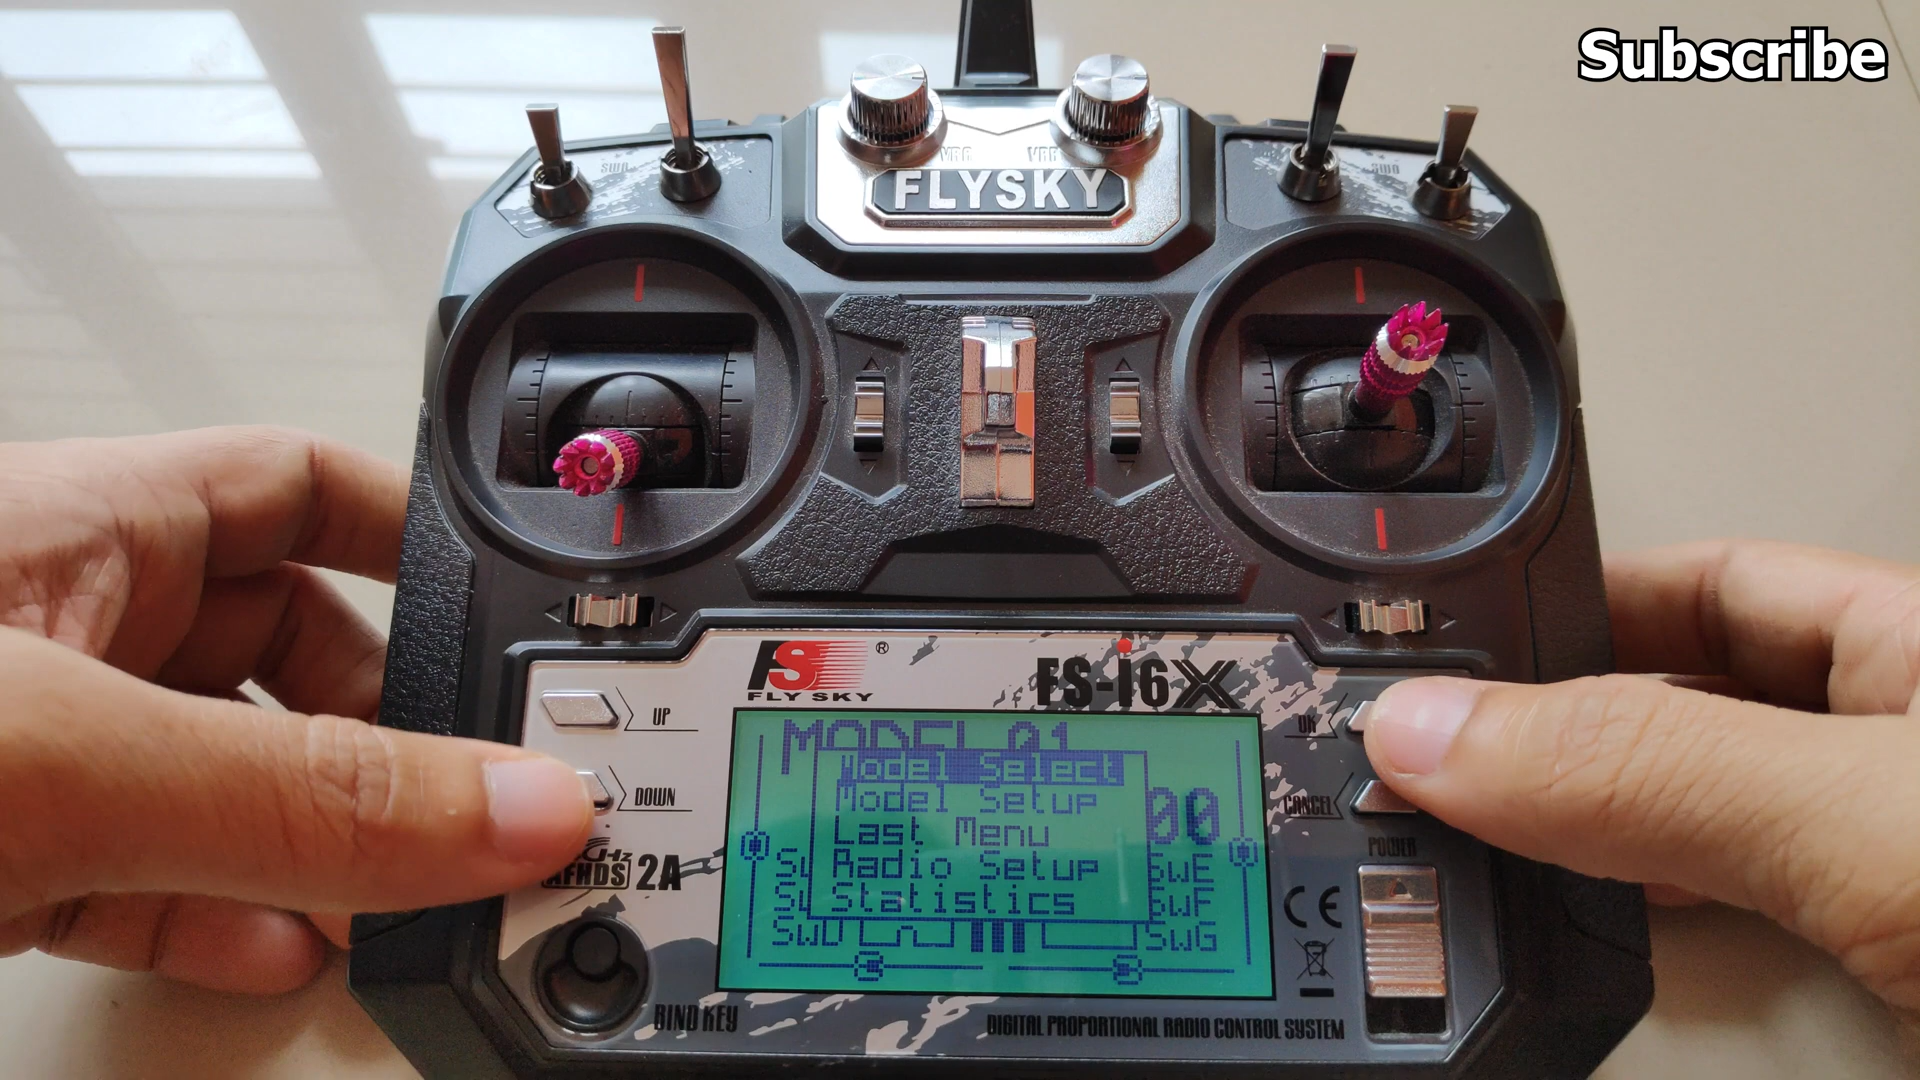 Subscribe
FLYSKY
FS ®
FLY SKY
FS-i6X
UP
OK
DOWN
CANCEL
MODEL 01
Model Select
Model Setup
Last Menu
Radio Setup
Statistics
00
SwE
SwF
SwD
SwG
POWER
AFHDS 2A
CE
BIND KEY
DIGITAL PROPORTIONAL RADIO CONTROL SYSTEM